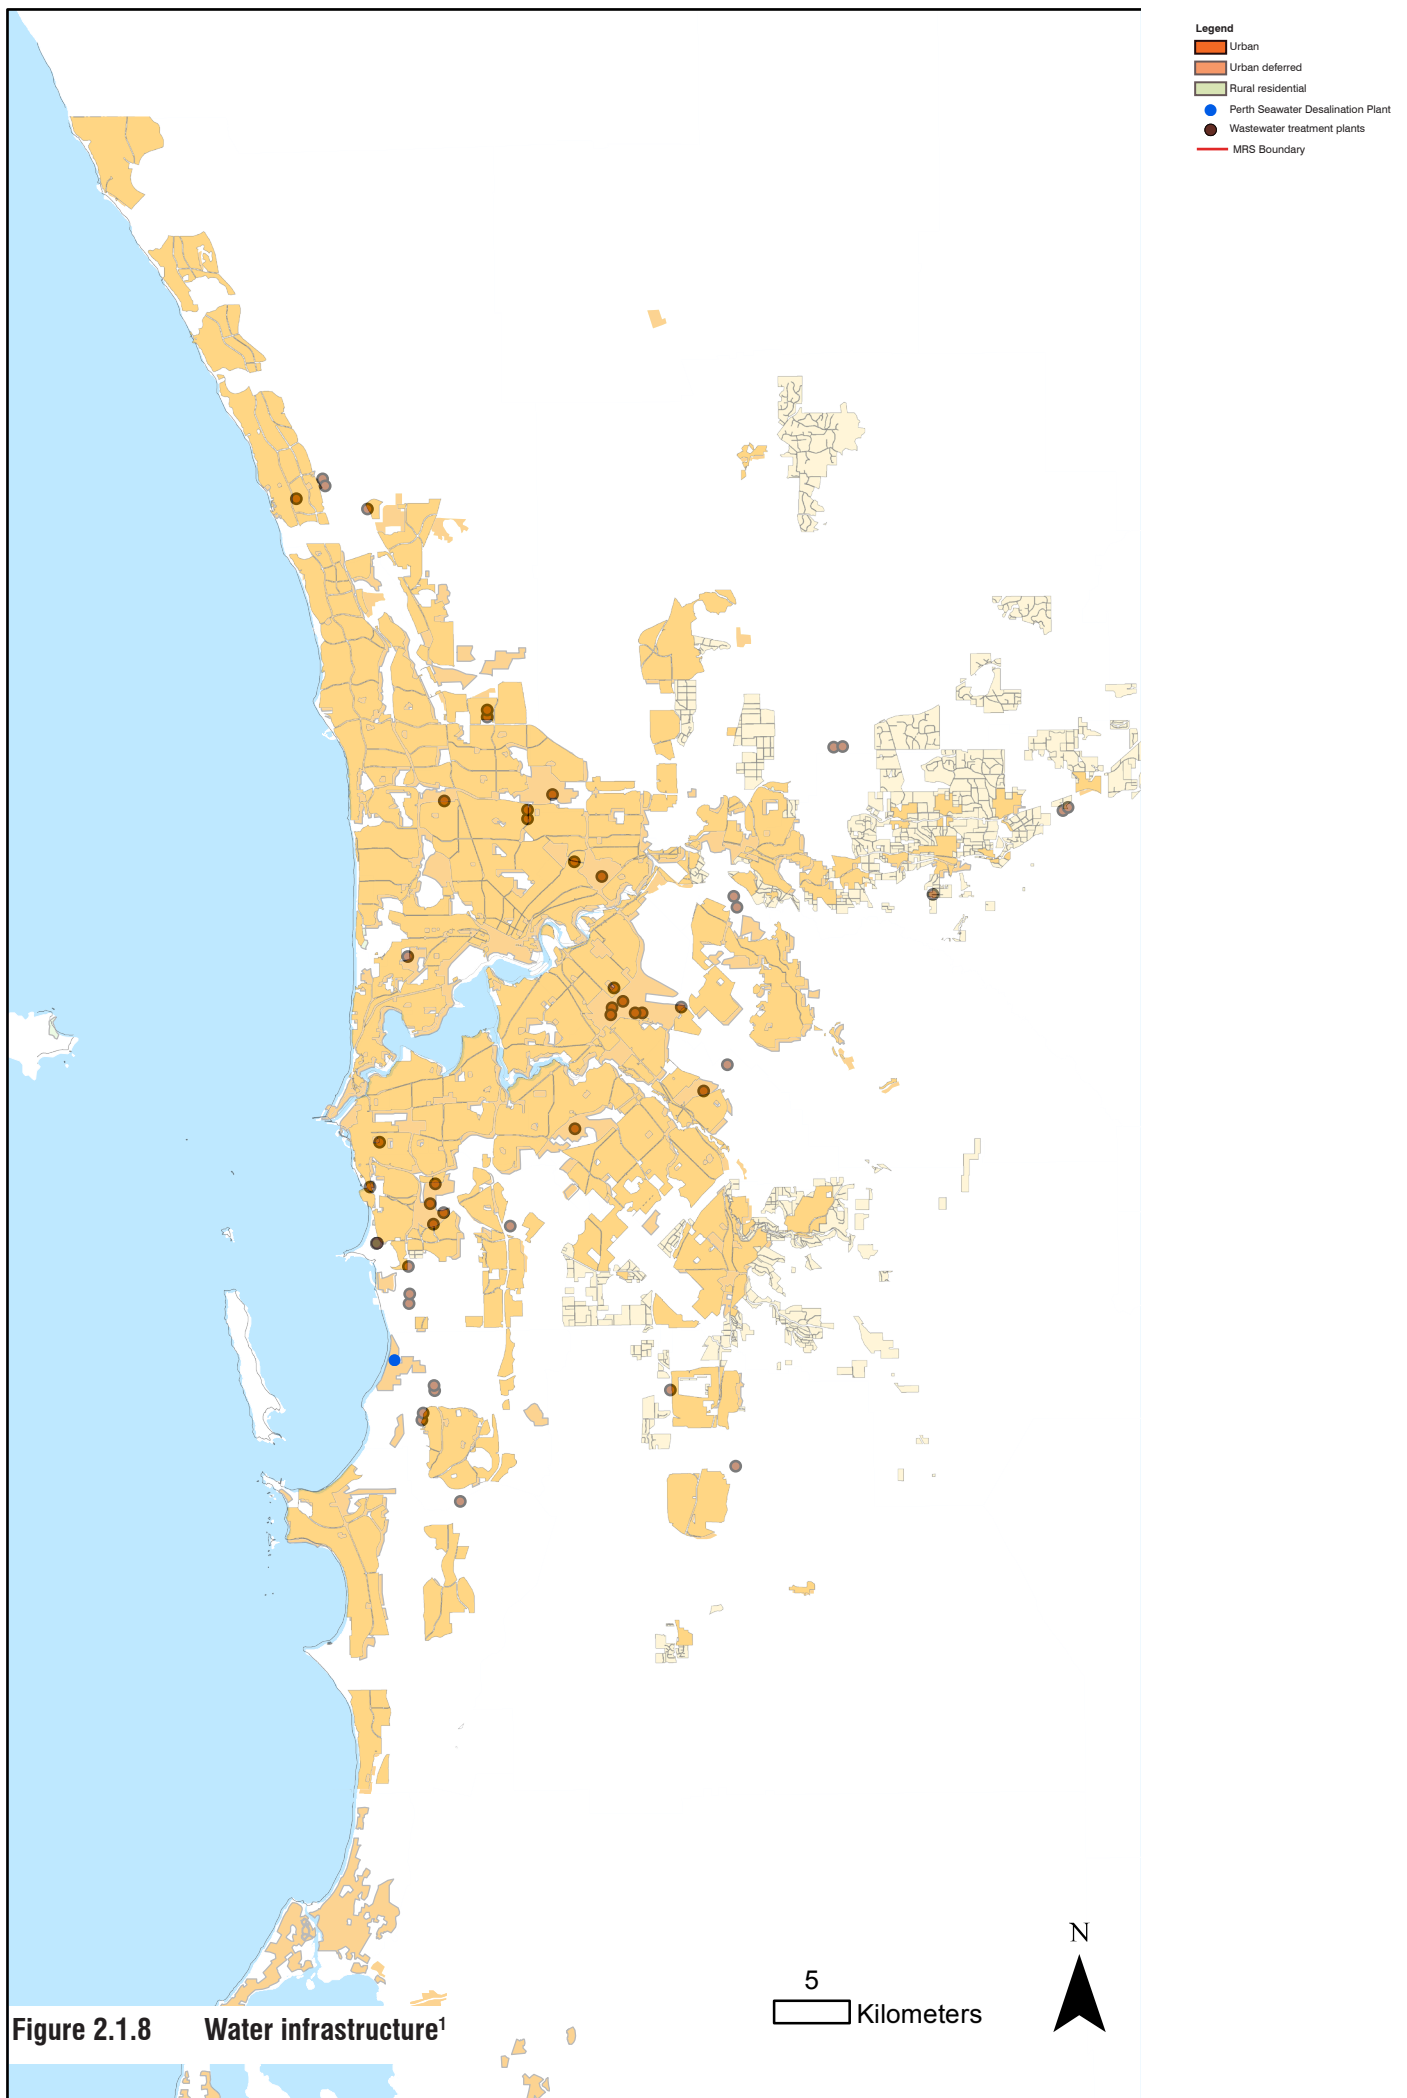 Legend
Urban
Urban deferred
Rural residential
Perth Seawater Desalination Plant
Wastewater treatment plants
MRS Boundary
N
5
Kilometers
Figure 2.1.8 Water infrastructure¹